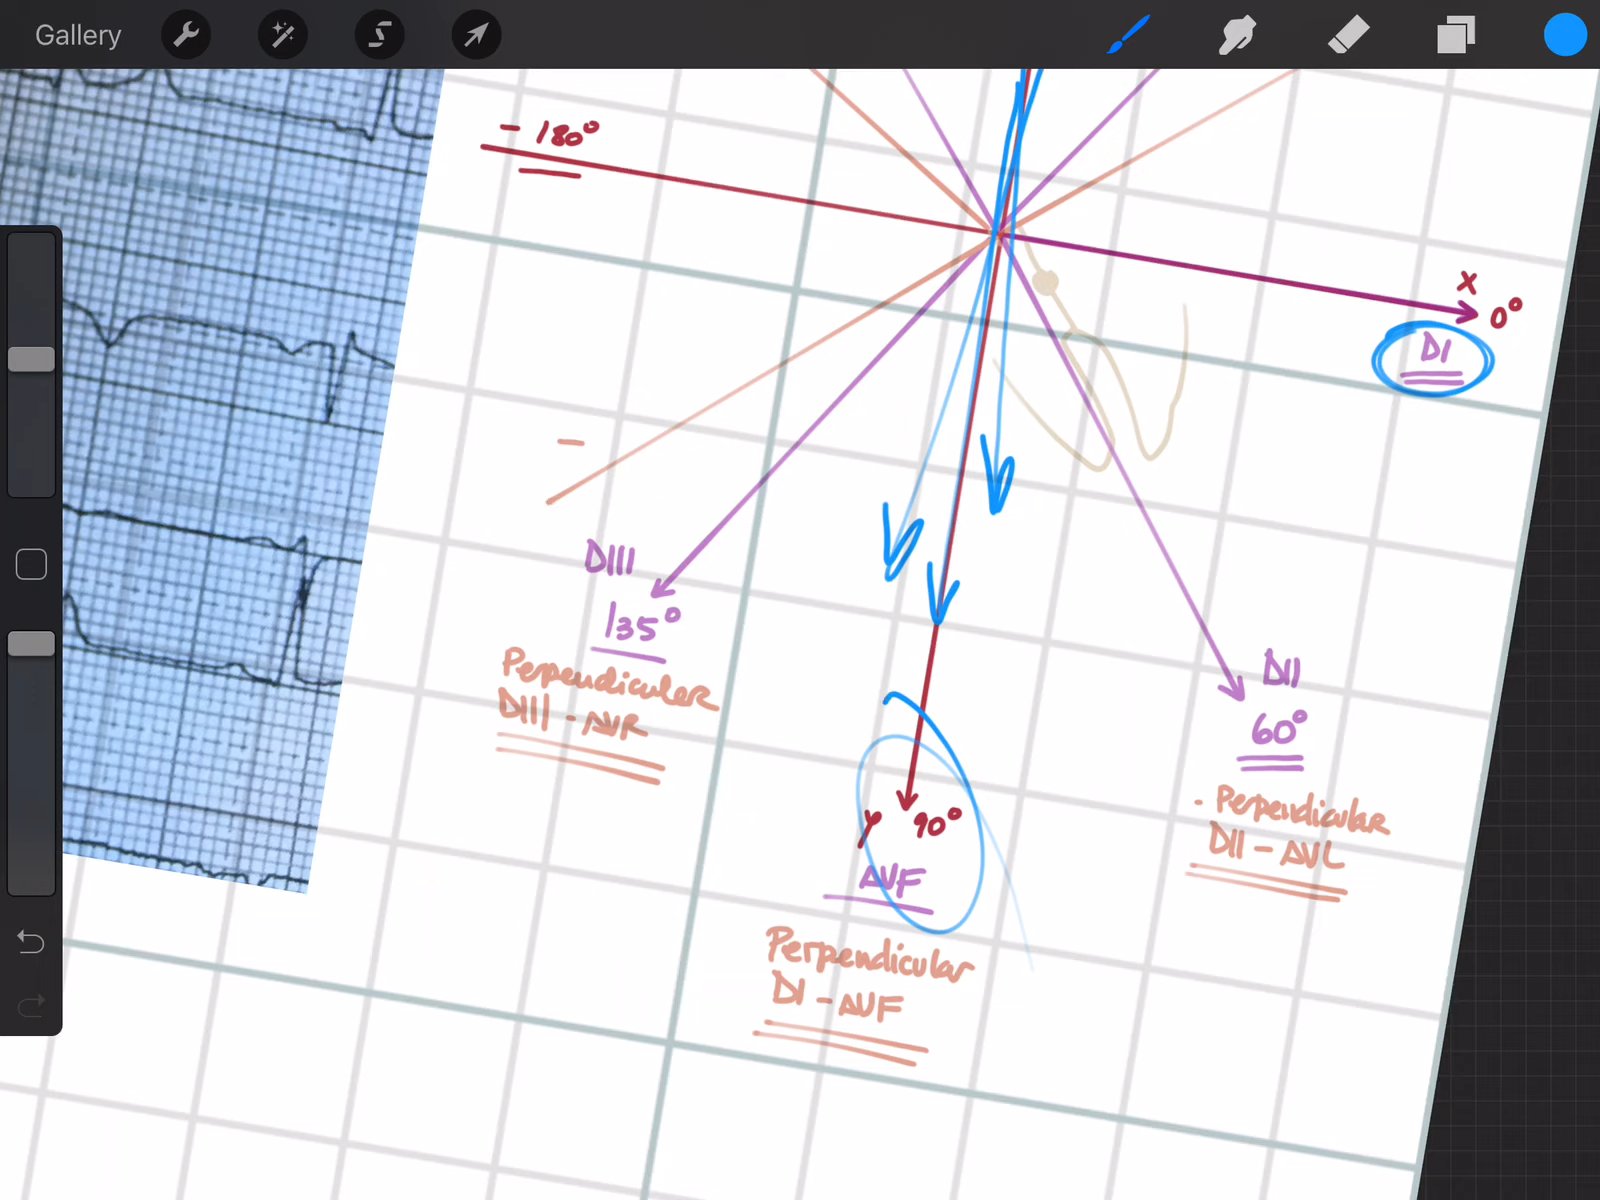 Gallery
- 180°
X
0°
DI
DIII
135°
Perpendicular
DIII - AVR
DII
60°
- Perpendicular
DII - AVL
Y 90°
AVF
Perpendicular
DI - AVF